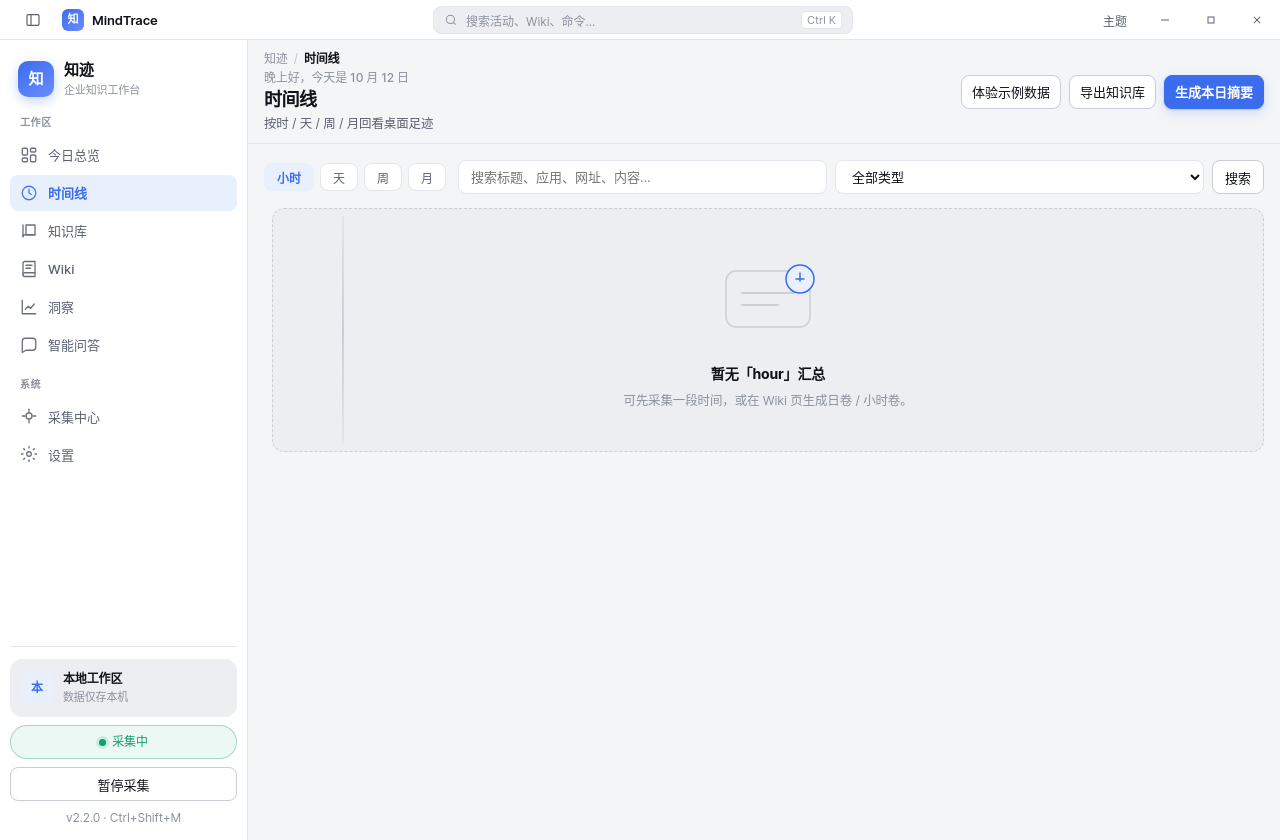 知 MindTrace
搜索活动、Wiki、命令... Ctrl K
主题
知 知迹
企业知识工作台
工作区
今日总览
时间线
知识库
Wiki
洞察
智能问答
系统
采集中心
设置
本 本地工作区
数据仅存本机
采集中
暂停采集
v2.2.0 · Ctrl+Shift+M
知迹 / 时间线
晚上好，今天是 10 月 12 日
时间线
按时 / 天 / 周 / 月回看桌面足迹
体验示例数据 导出知识库 生成本日摘要
小时 天 周 月 搜索标题、应用、网址、内容... 全部类型 搜索
暂无「hour」汇总
可先采集一段时间，或在 Wiki 页生成日卷 / 小时卷。